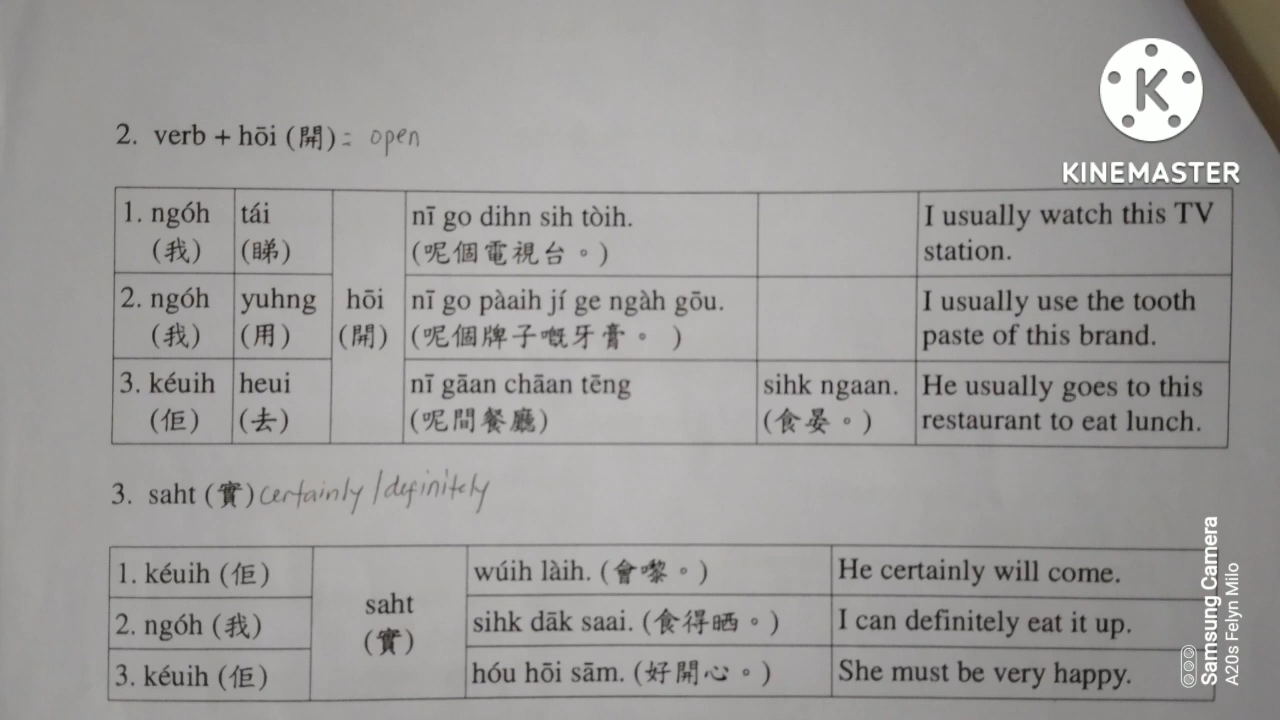 KINEMASTER
2. verb + hōi (開) = open
1. ngóh tái nī go dihn sih tòih. I usually watch this TV
(我) (睇) (呢個電視台。) station.
2. ngóh yuhng hōi nī go pàaih jí ge ngàh gōu. I usually use the tooth
(我) (用) (開) (呢個牌子嘅牙膏。 ) paste of this brand.
3. kéuih heui nī gāan chāan tēng sihk ngaan. He usually goes to this
(佢) (去) (呢間餐廳) (食晏。) restaurant to eat lunch.
3. saht (實) certainly / definitely
1. kéuih (佢) wúih làih. (會嚟。) He certainly will come.
saht
2. ngóh (我) sihk dāk saai. (食得晒。) I can definitely eat it up.
(實)
3. kéuih (佢) hóu hōi sām. (好開心。) She must be very happy.
Samsung Camera
A20s Felyn Milo